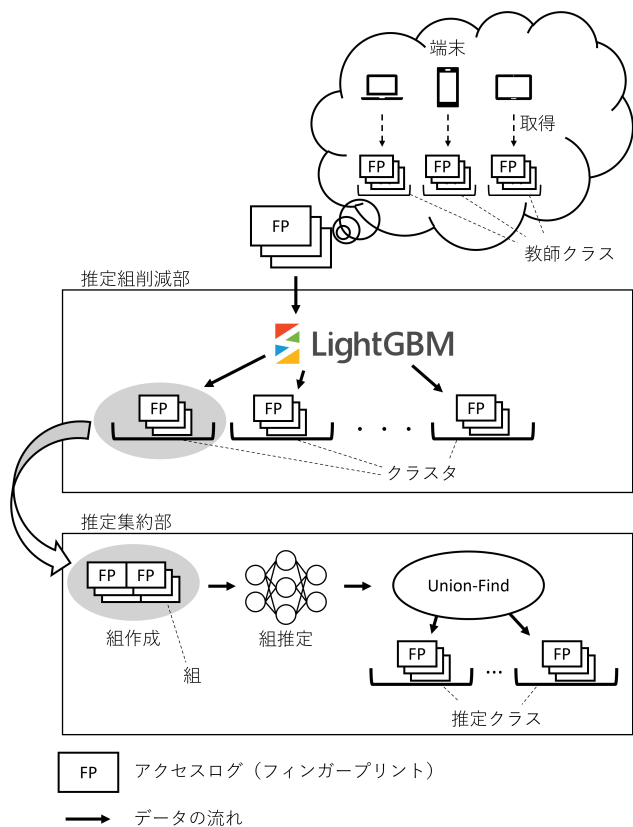 端末
取得
FP FP FP
FP
教師クラス
推定組削減部
LightGBM
FP FP FP
・・・
クラスタ
推定集約部
FP FP
Union-Find
組作成
組推定
組
FP ... FP
推定クラス
FP アクセスログ（フィンガープリント）
データの流れ